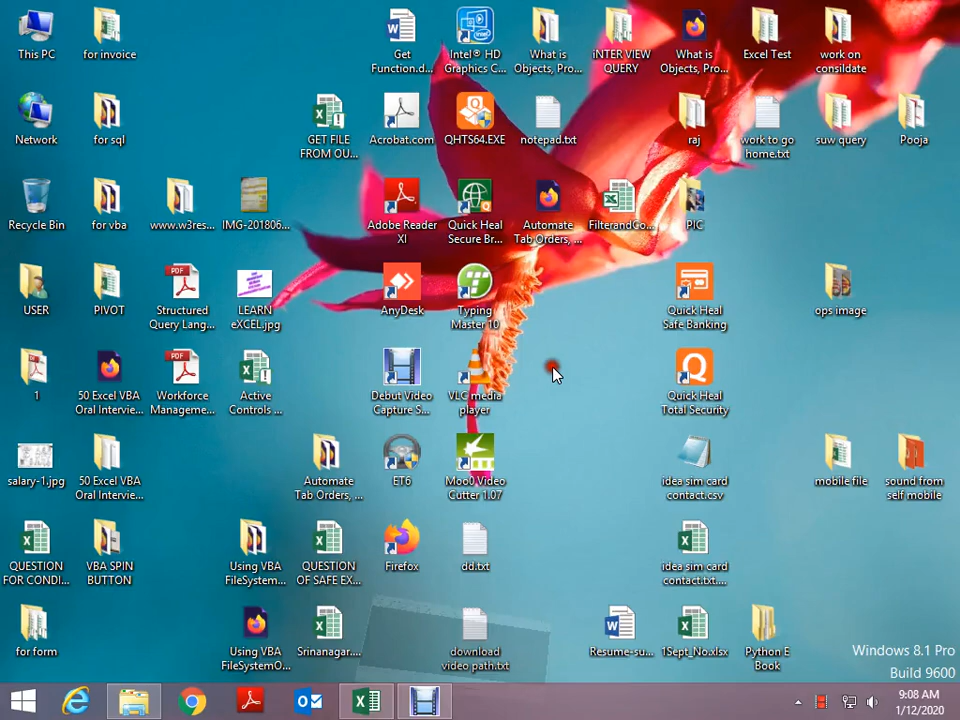 This PC
for invoice
Get
Function.d...
Intel® HD
Graphics C...
What is
Objects, Pro...
iNTER VIEW
QUERY
What is
Objects, Pro...
Excel Test
work on
consildate
Network
for sql
GET FILE
FROM OU...
Acrobat.com
QHTS64.EXE
notepad.txt
raj
work to go
home.txt
suw query
Pooja
Recycle Bin
for vba
www.w3res...
IMG-201806...
Adobe Reader
XI
Quick Heal
Secure Br...
Automate
Tab Orders, ...
FilterandGo...
PIC
USER
PIVOT
Structured
Query Lang...
LEARN
eXCEL.jpg
AnyDesk
Typing
Master 10
Quick Heal
Safe Banking
ops image
1
50 Excel VBA
Oral Intervie...
Workforce
Manageme...
Active
Controls ...
Debut Video
Capture S...
VLC media
player
Quick Heal
Total Security
salary-1.jpg
50 Excel VBA
Oral Intervie...
Automate
Tab Orders, ...
ET6
Moo0 Video
Cutter 1.07
idea sim card
contact.csv
mobile file
sound from
self mobile
QUESTION
FOR CONDI...
VBA SPIN
BUTTON
Using VBA
FileSystem...
QUESTION
OF SAFE EX...
Firefox
dd.txt
idea sim card
contact.txt...
for form
Using VBA
FileSystemO...
Srinanagar....
download
video path.txt
Resume-su...
1Sept_No.xlsx
Python E
Book
Windows 8.1 Pro
Build 9600
9:08 AM
1/12/2020